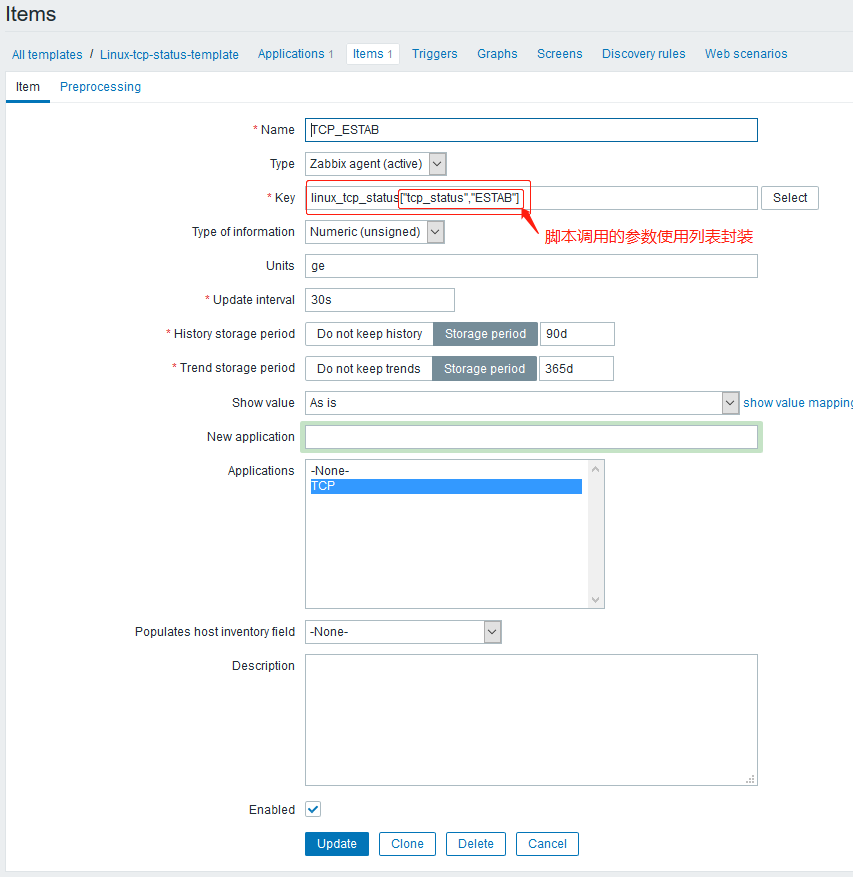 Items
All templates / Linux-tcp-status-template Applications 1 Items 1 Triggers Graphs Screens Discovery rules Web scenarios
Item Preprocessing
* Name TCP_ESTAB
Type Zabbix agent (active)
* Key linux_tcp_status["tcp_status","ESTAB"] Select
脚本调用的参数使用列表封装
Type of information Numeric (unsigned)
Units ge
* Update interval 30s
* History storage period Do not keep history Storage period 90d
* Trend storage period Do not keep trends Storage period 365d
Show value As is show value mapping
New application
Applications -None-
TCP
Populates host inventory field -None-
Description
Enabled
Update Clone Delete Cancel